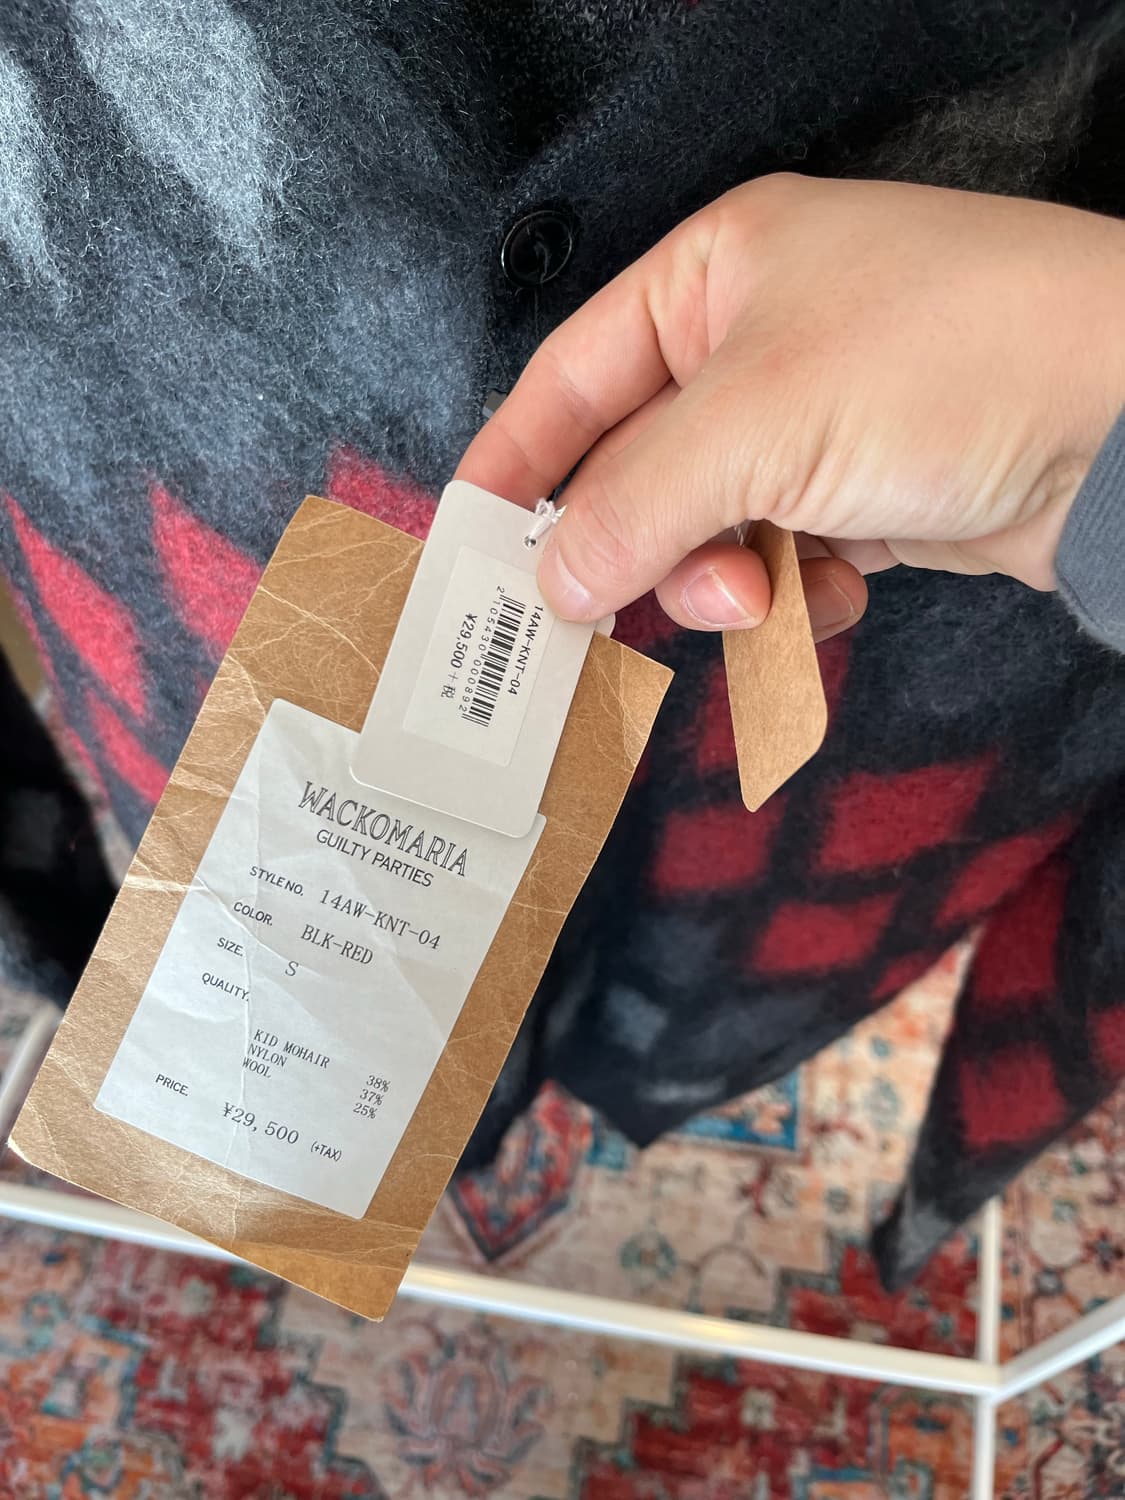 14AW-KNT-04
2105430000892
¥29,500 +税
WACKOMARIA
GUILTY PARTIES
STYLE NO. 14AW-KNT-04
COLOR. BLK-RED
SIZE. S
QUALITY.
KID MOHAIR 38%
NYLON 37%
WOOL 25%
PRICE. ¥29,500 (+TAX)